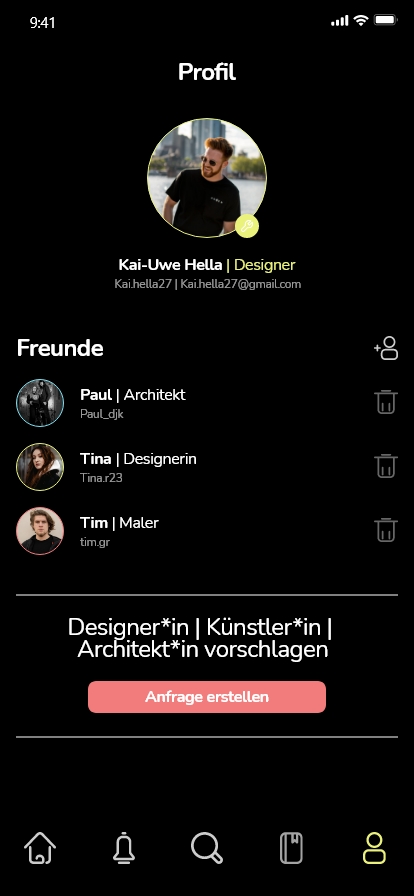 9:41
Profil
Kai-Uwe Hella | Designer
Kai.hella27 | Kai.hella27@gmail.com
Freunde
Paul | Architekt
Paul_djk
Tina | Designerin
Tina.r23
Tim | Maler
tim.gr
Designer*in | Künstler*in |
Architekt*in vorschlagen
Anfrage erstellen